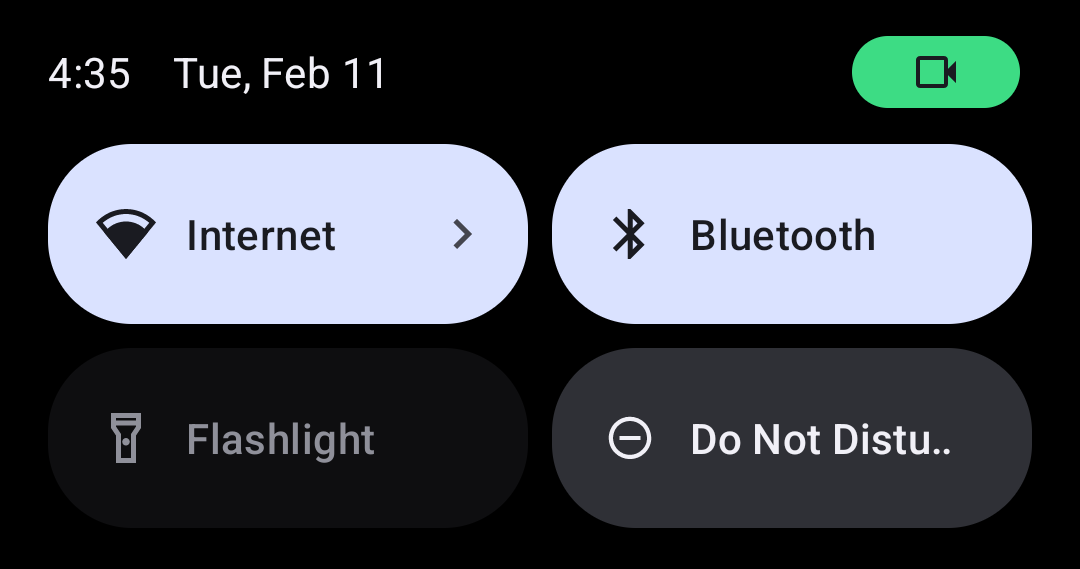 4:35 Tue, Feb 11
Internet
Bluetooth
Flashlight
Do Not Distu..